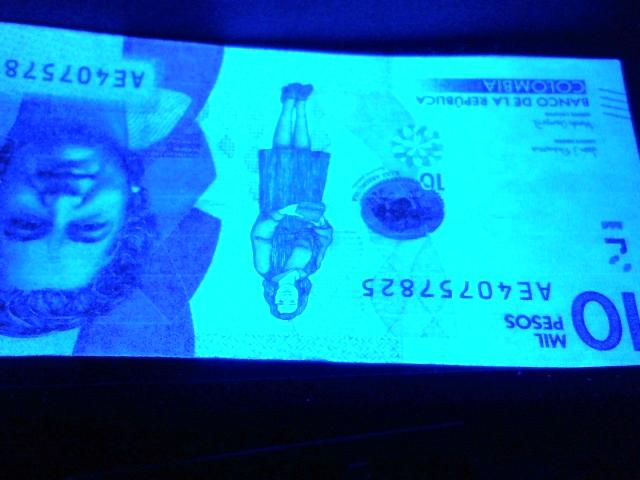 BANCO DE LA REPÚBLICA
COLOMBIA
10
AE40757825
10
MIL
PESOS
AE407578